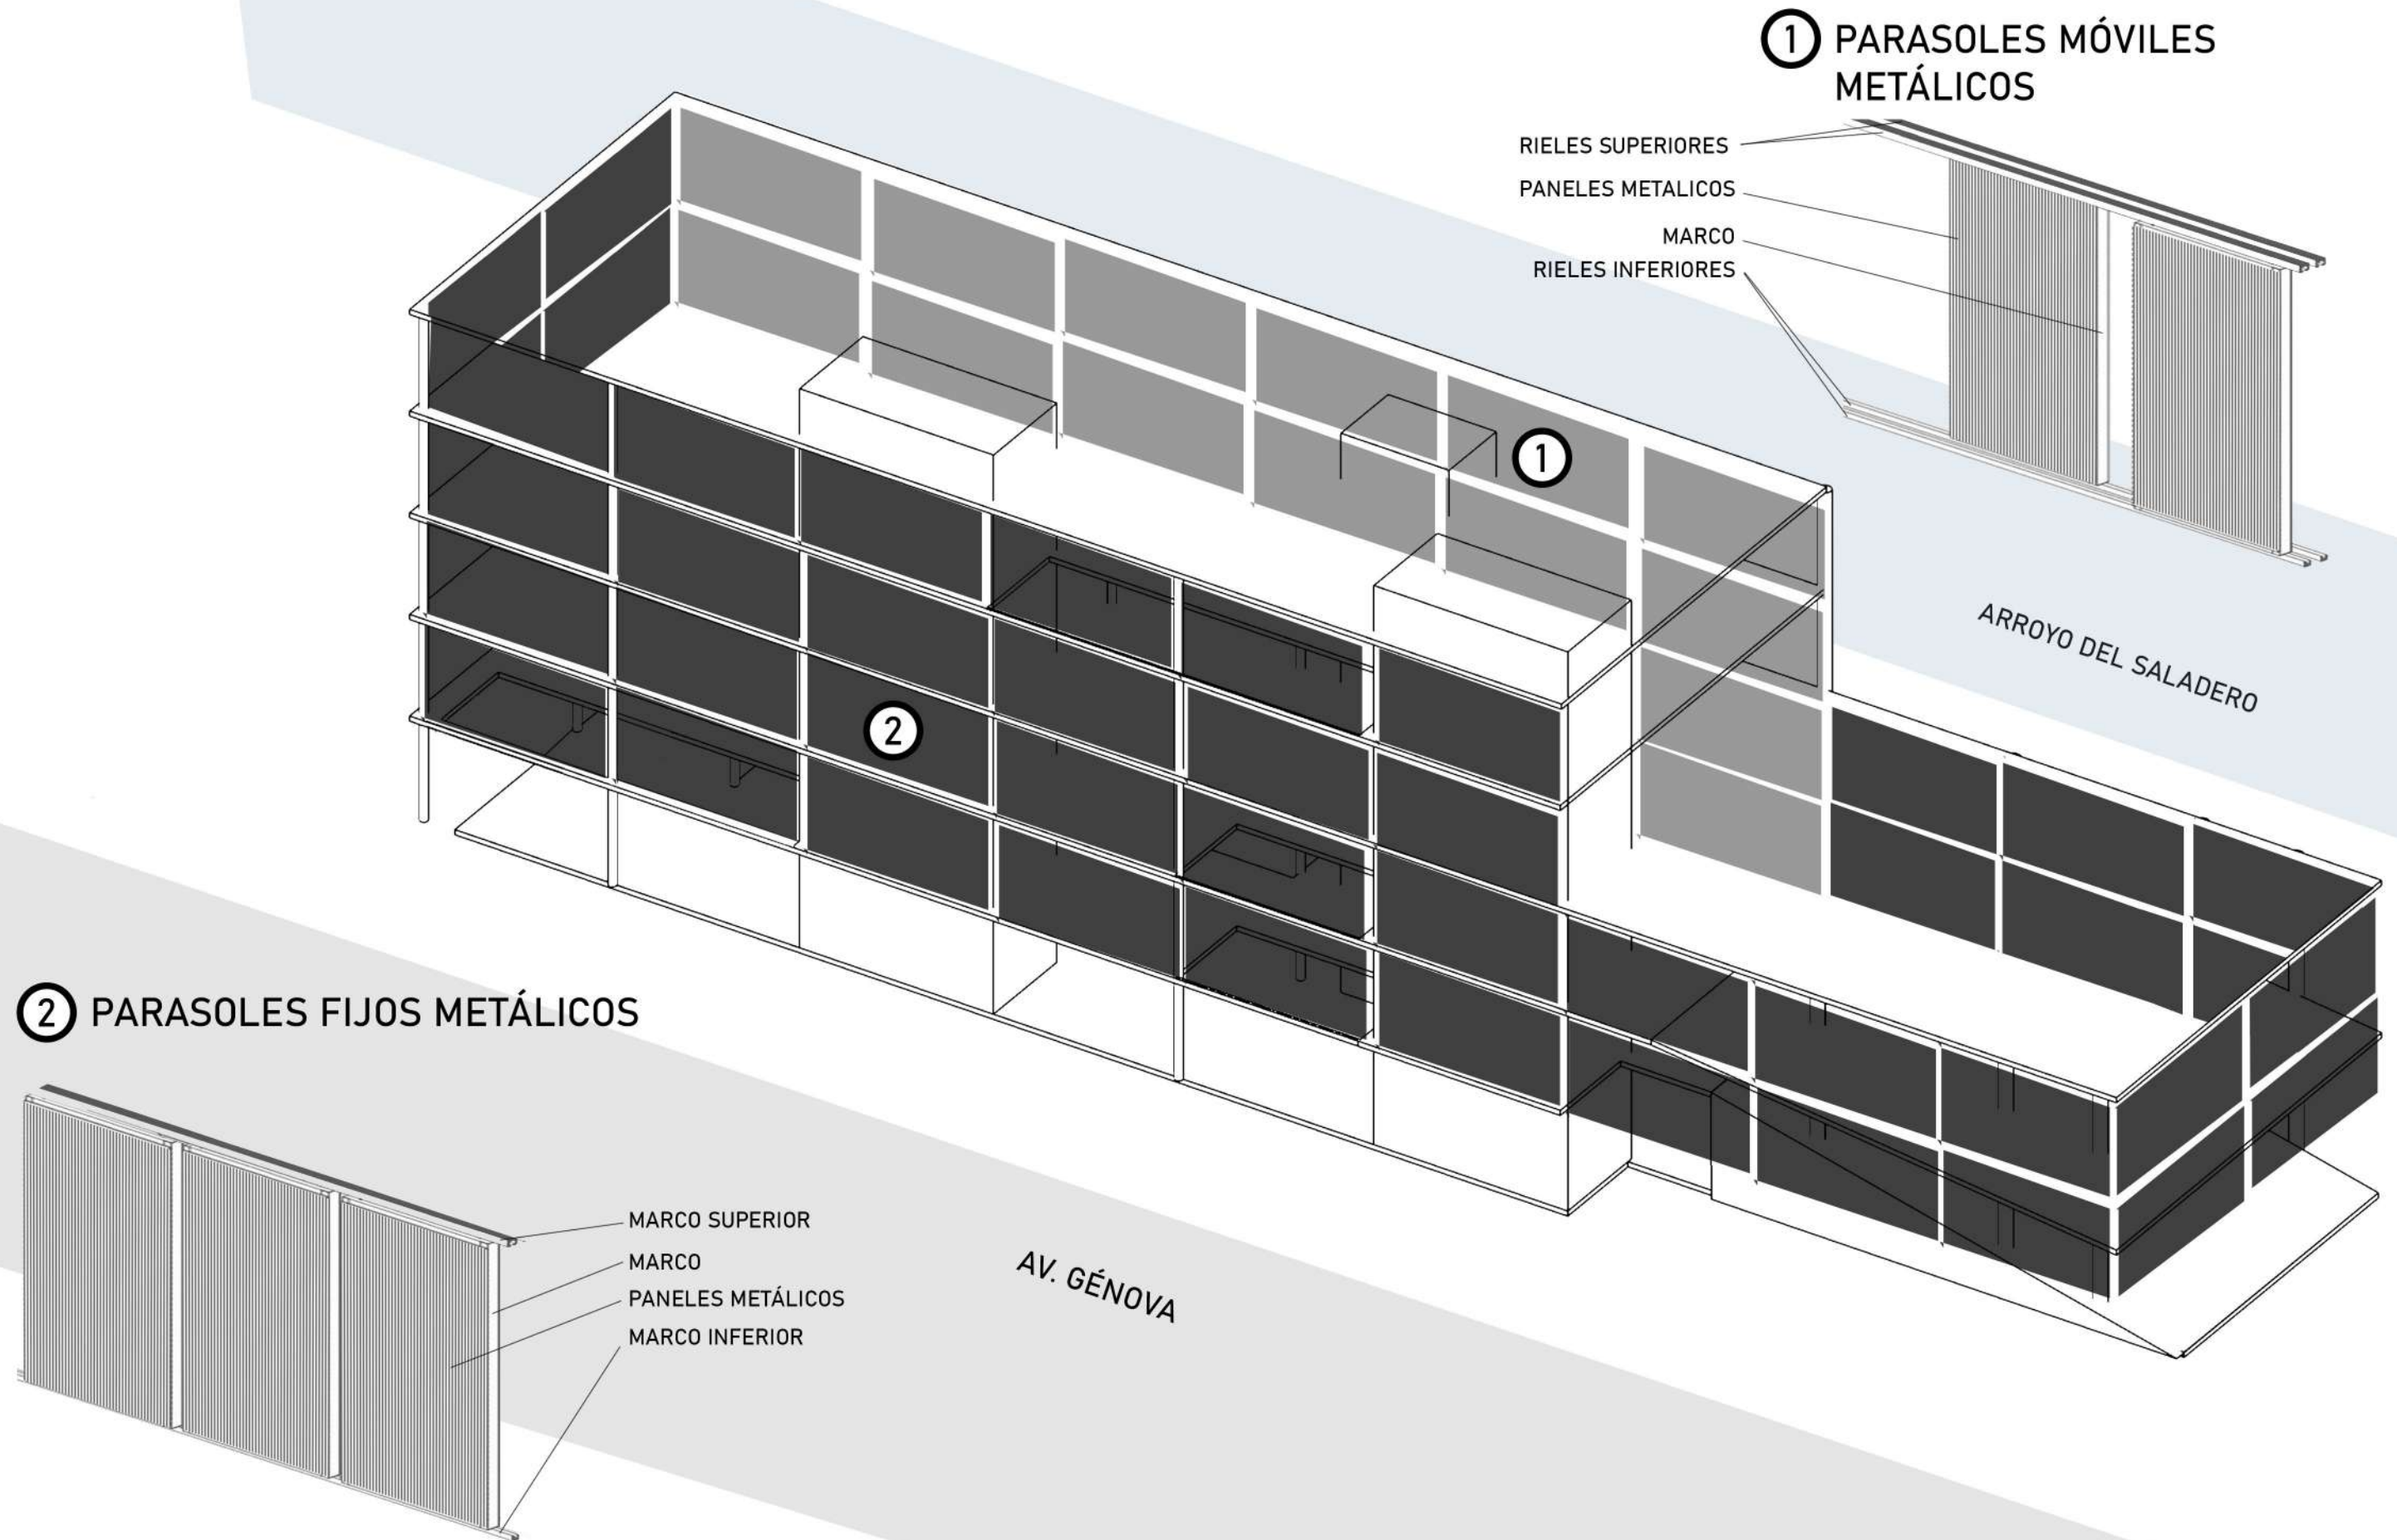 1 PARASOLES MÓVILES
METÁLICOS
RIELES SUPERIORES
PANELES METALICOS
MARCO
RIELES INFERIORES
1
ARROYO DEL SALADERO
2
2 PARASOLES FIJOS METÁLICOS
MARCO SUPERIOR
MARCO
PANELES METÁLICOS
MARCO INFERIOR
AV. GÉNOVA